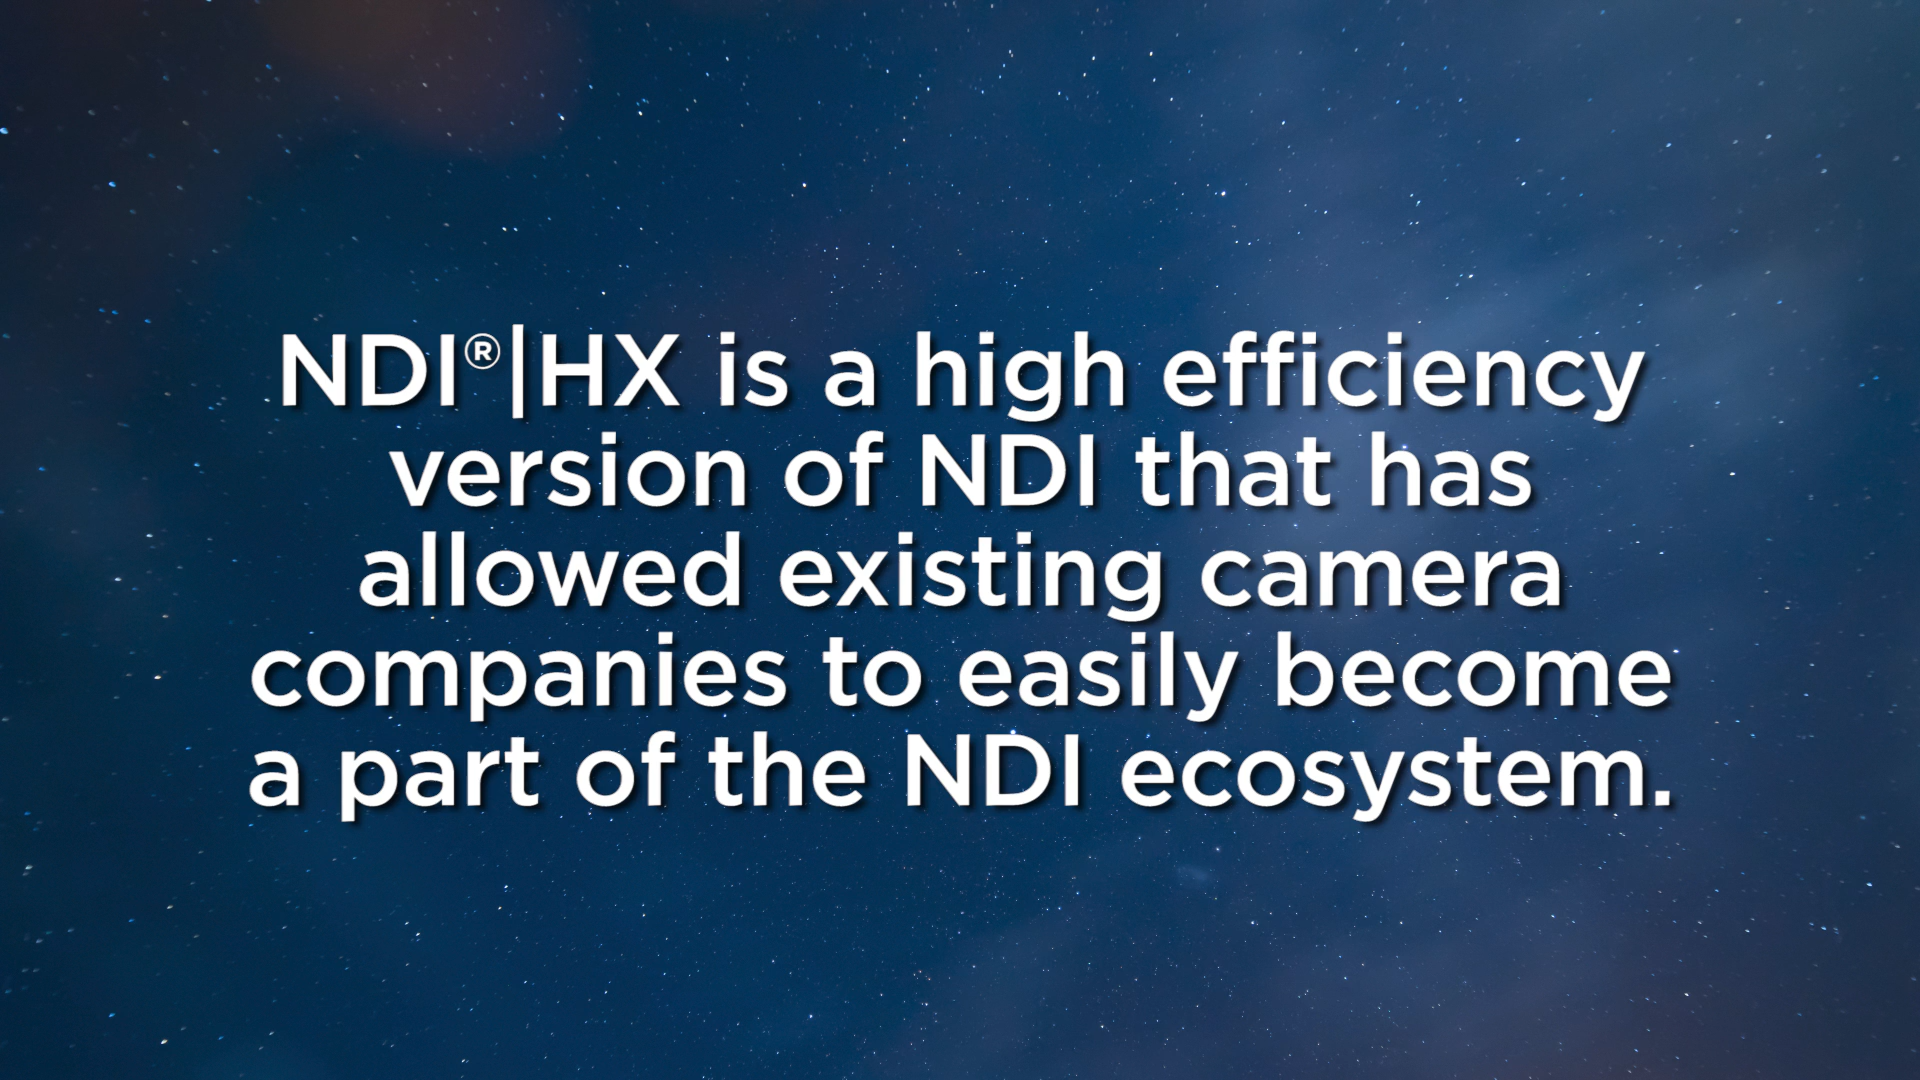 NDI®|HX is a high efficiency
version of NDI that has
allowed existing camera
companies to easily become
a part of the NDI ecosystem.